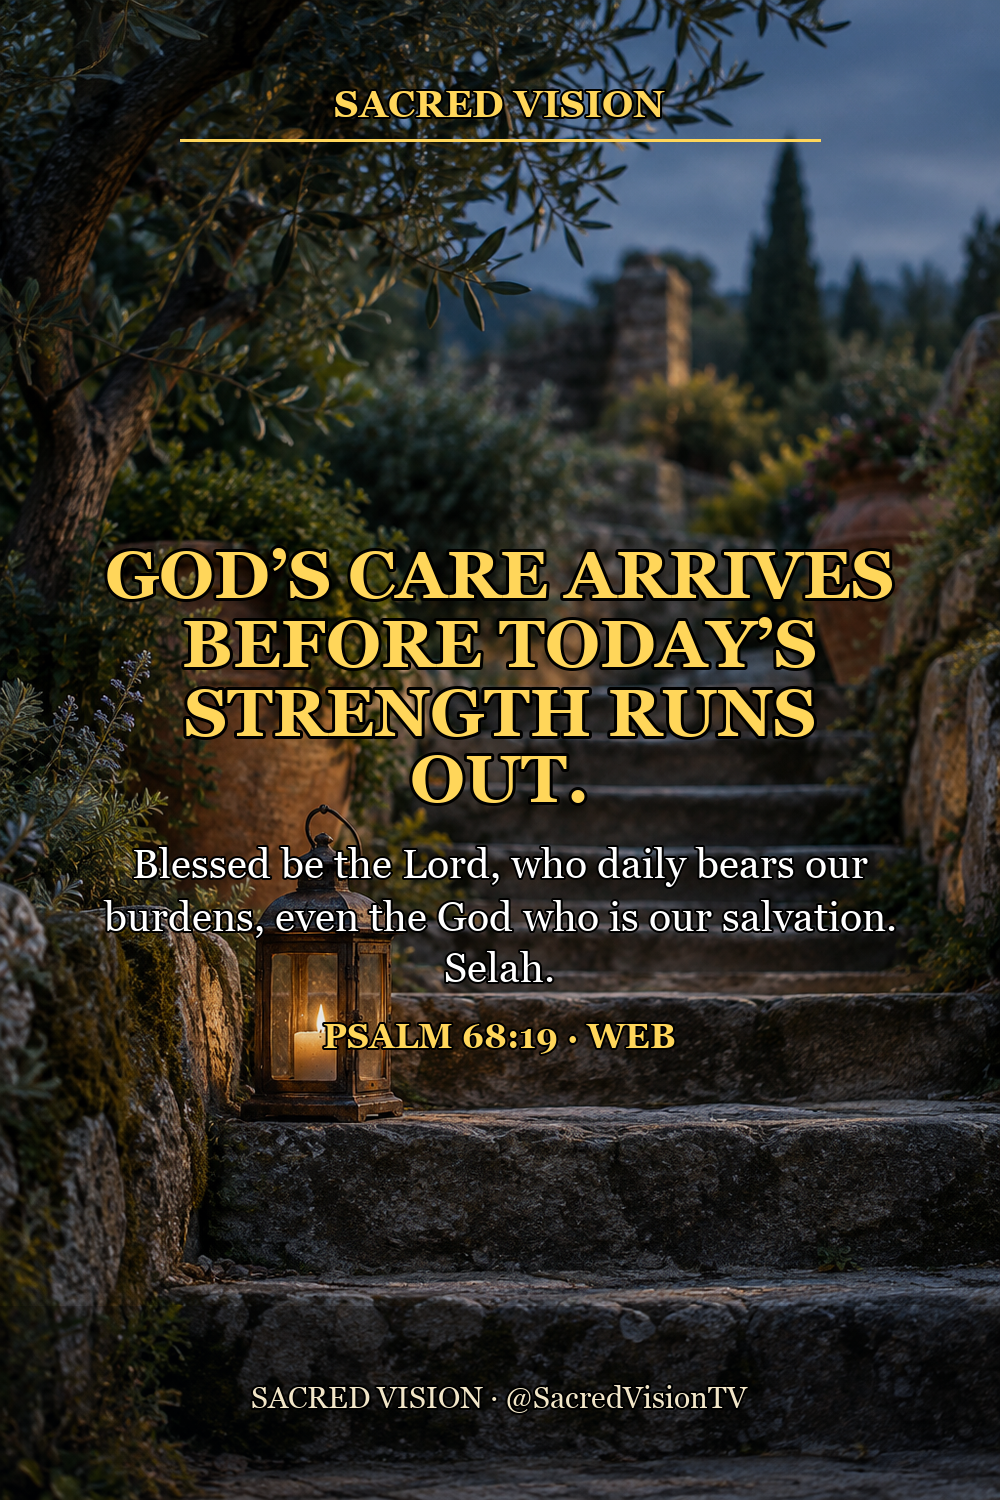 SACRED VISION
GOD’S CARE ARRIVES
BEFORE TODAY’S
STRENGTH RUNS
OUT.
Blessed be the Lord, who daily bears our
burdens, even the God who is our salvation.
Selah.
PSALM 68:19 · WEB
SACRED VISION · @SacredVisionTV